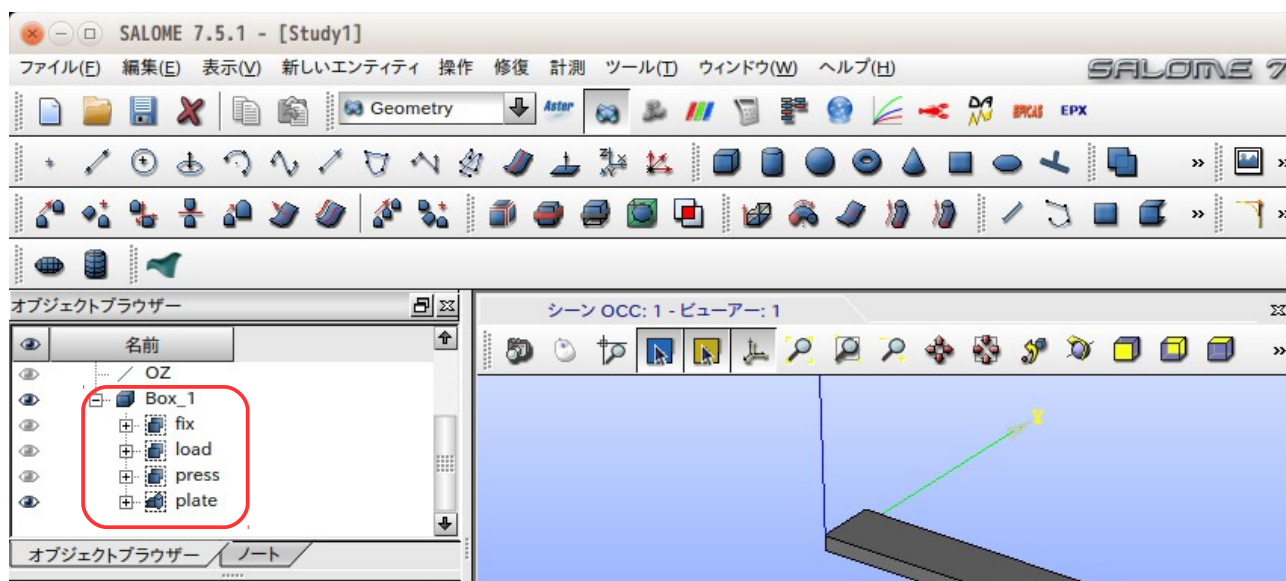 SALOME 7.5.1 - [Study1]
ファイル(F) 編集(E) 表示(V) 新しいエンティティ 操作 修復 計測 ツール(T) ウィンドウ(W) ヘルプ(H) SALOME 7
Geometry Aster EPX
» »
» »
オブジェクトブラウザー
シーン OCC: 1 - ビューアー: 1
名前
»
OZ
Box_1
fix
load
press
plate
Y
オブジェクトブラウザー ノート